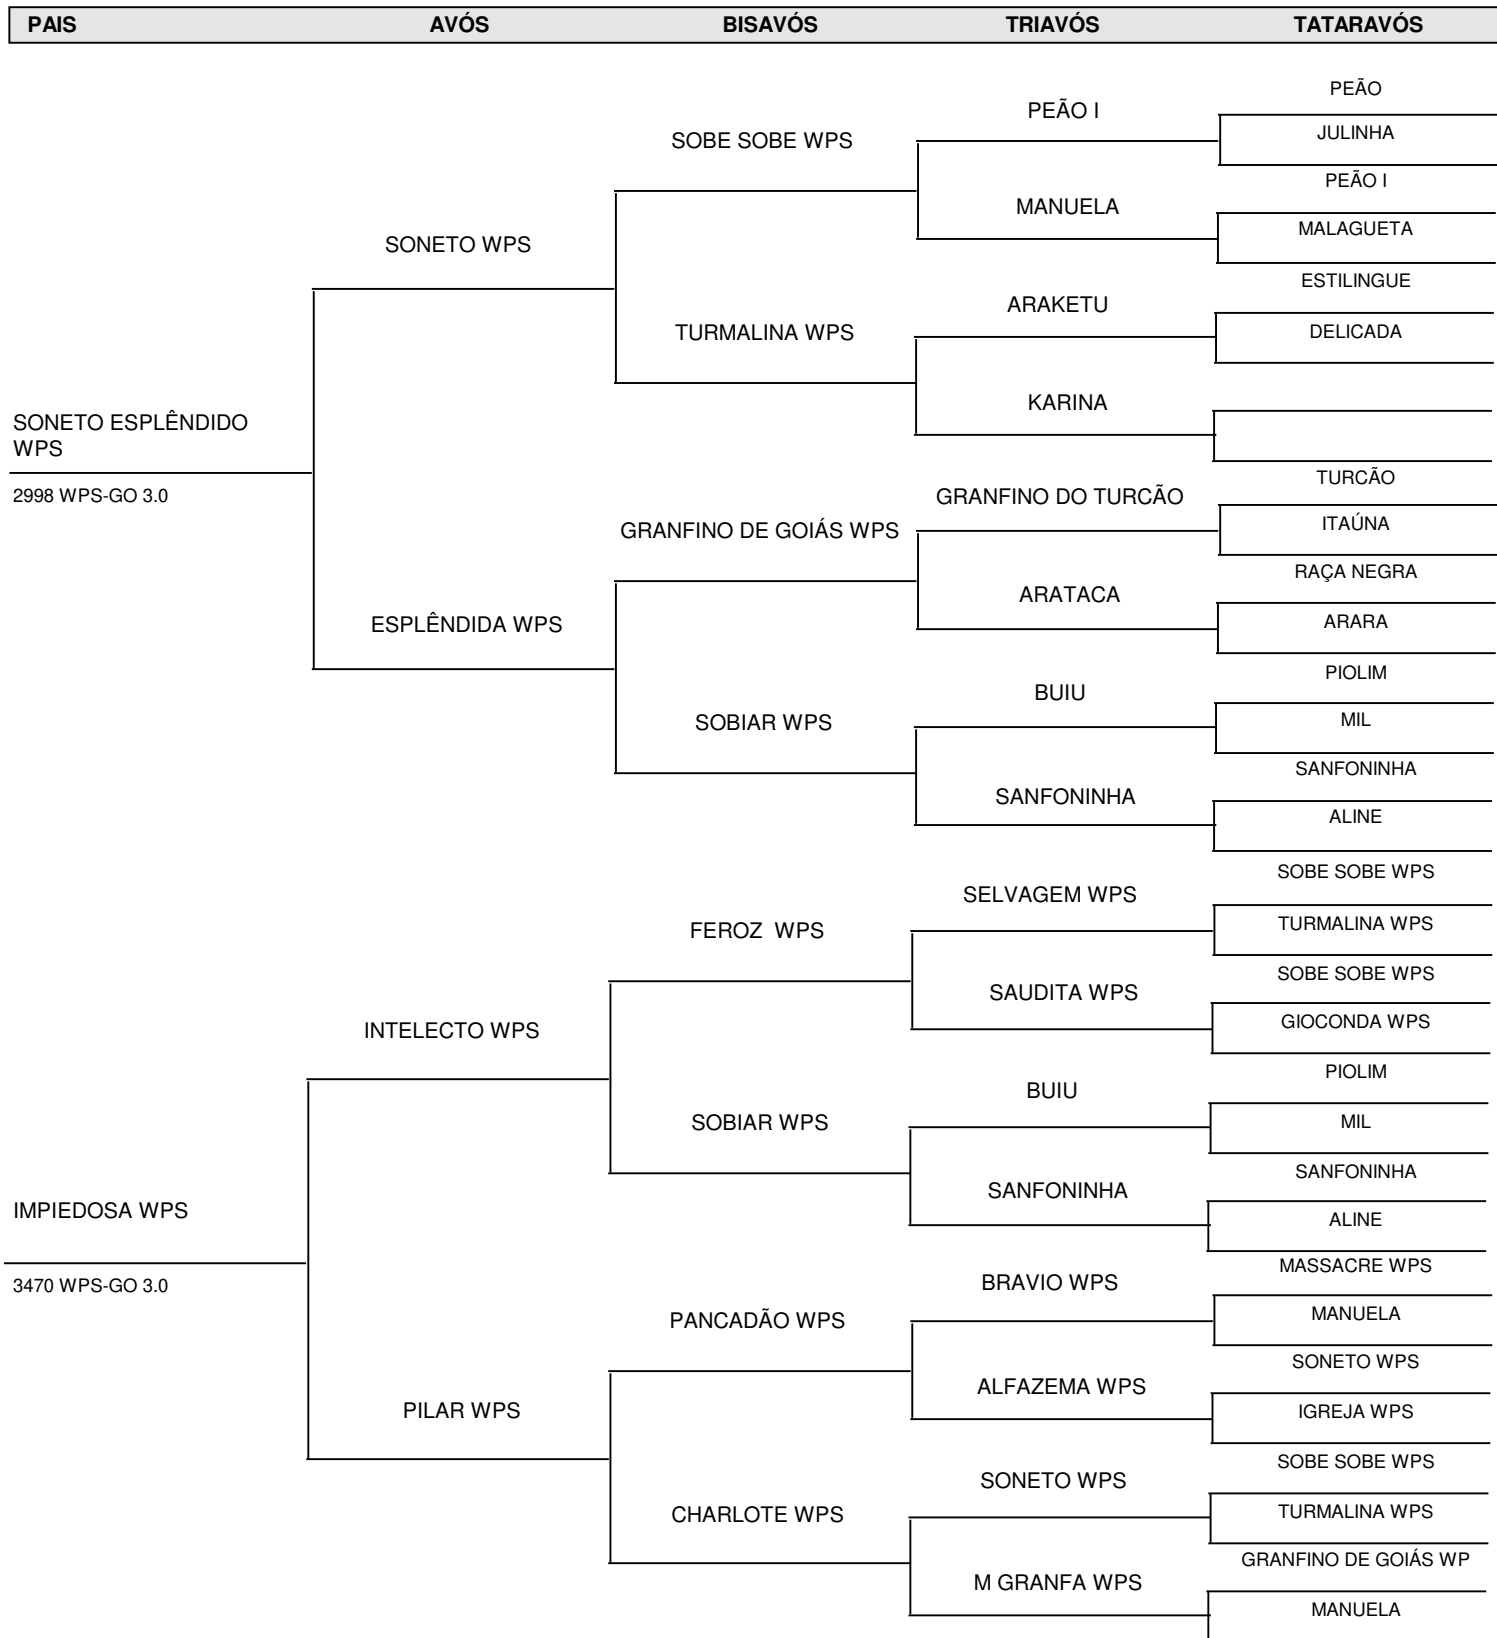 PAIS AVÓS BISAVÓS TRIAVÓS TATARAVÓS
PEÃO
PEÃO I
JULINHA
SOBE SOBE WPS
PEÃO I
MANUELA
MALAGUETA
SONETO WPS
ESTILINGUE
ARAKETU
TURMALINA WPS
DELICADA
KARINA
SONETO ESPLÊNDIDO
WPS
2998 WPS-GO 3.0
TURCÃO
GRANFINO DO TURCÃO
ITAÚNA
GRANFINO DE GOIÁS WPS
RAÇA NEGRA
ARATACA
ARARA
ESPLÊNDIDA WPS
PIOLIM
BUIU
MIL
SOBIAR WPS
SANFONINHA
SANFONINHA
ALINE
SOBE SOBE WPS
SELVAGEM WPS
TURMALINA WPS
FEROZ  WPS
SOBE SOBE WPS
SAUDITA WPS
GIOCONDA WPS
INTELECTO WPS
PIOLIM
BUIU
MIL
SOBIAR WPS
SANFONINHA
SANFONINHA
ALINE
IMPIEDOSA WPS
3470 WPS-GO 3.0
MASSACRE WPS
BRAVIO WPS
MANUELA
PANCADÃO WPS
SONETO WPS
ALFAZEMA WPS
IGREJA WPS
PILAR WPS
SOBE SOBE WPS
SONETO WPS
TURMALINA WPS
CHARLOTE WPS
GRANFINO DE GOIÁS WP
M GRANFA WPS
MANUELA